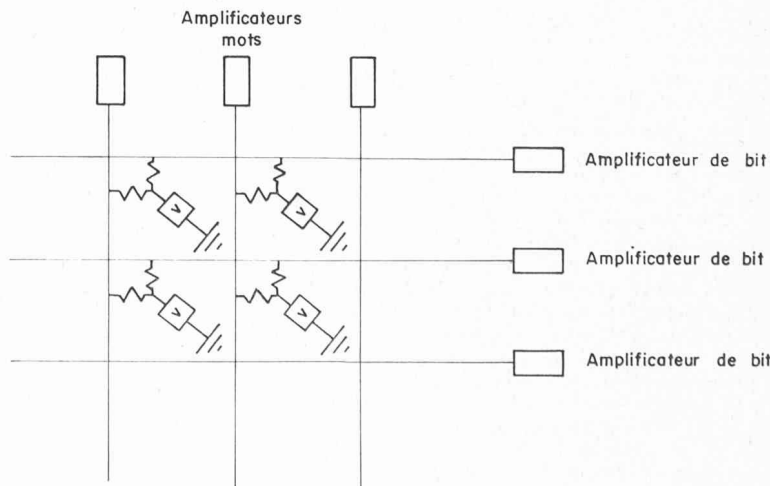 Amplificateurs
mots
Amplificateur de bit
V
V
Amplificateur de bit
V
V
Amplificateur de bit